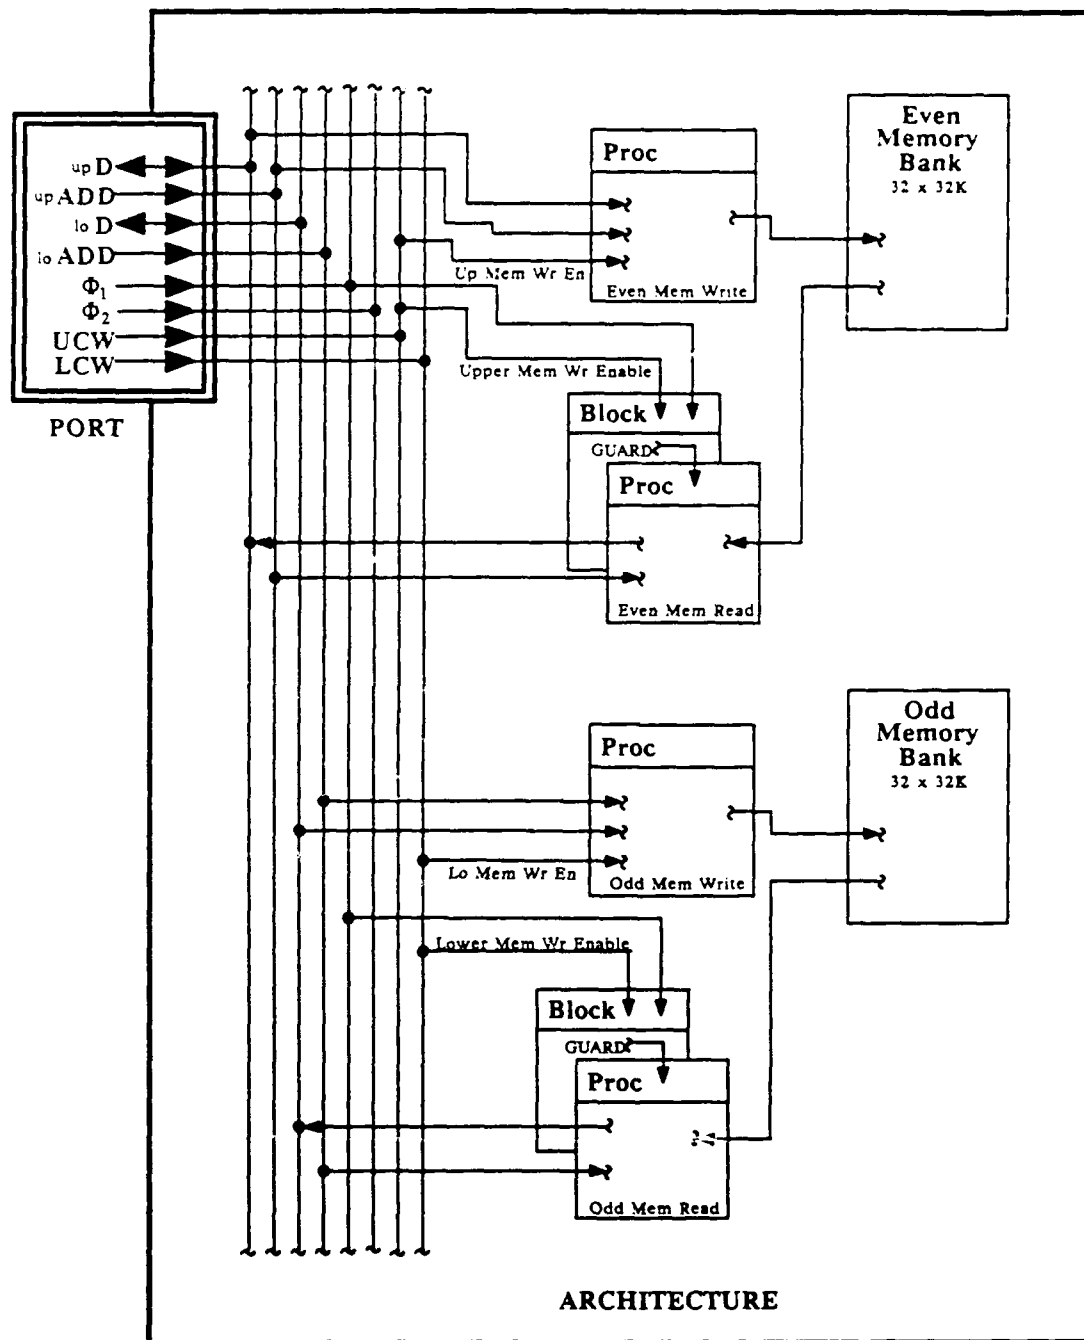 up D
up ADD
lo D
lo ADD
Φ1
Φ2
UCW
LCW
PORT
Proc
Up Mem Wr En
Even Mem Write
Even
Memory
Bank
32 x 32K
Upper Mem Wr Enable
Block
GUARD
Proc
Even Mem Read
Proc
Lo Mem Wr En
Odd Mem Write
Odd
Memory
Bank
32 x 32K
Lower Mem Wr Enable
Block
GUARD
Proc
Odd Mem Read
ARCHITECTURE